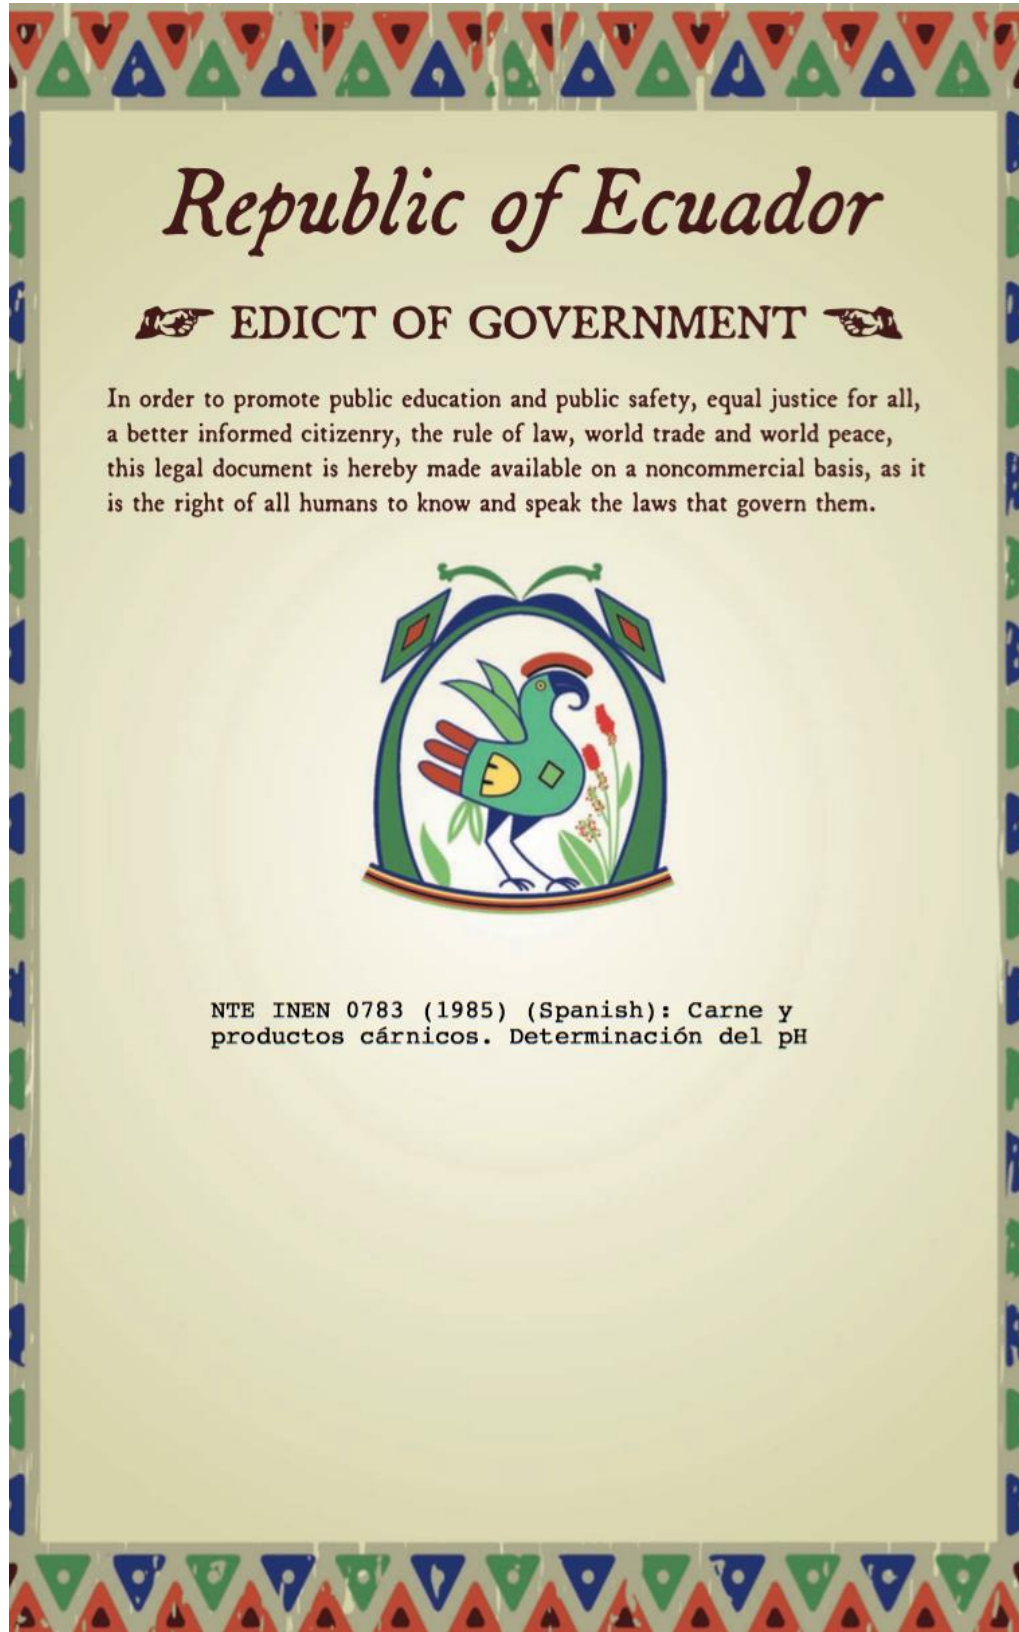 Republic of Ecuador
EDICT OF GOVERNMENT
In order to promote public education and public safety, equal justice for all,
a better informed citizenry, the rule of law, world trade and world peace,
this legal document is hereby made available on a noncommercial basis, as it
is the right of all humans to know and speak the laws that govern them.
NTE INEN 0783 (1985) (Spanish): Carne y
productos cárnicos. Determinación del pH